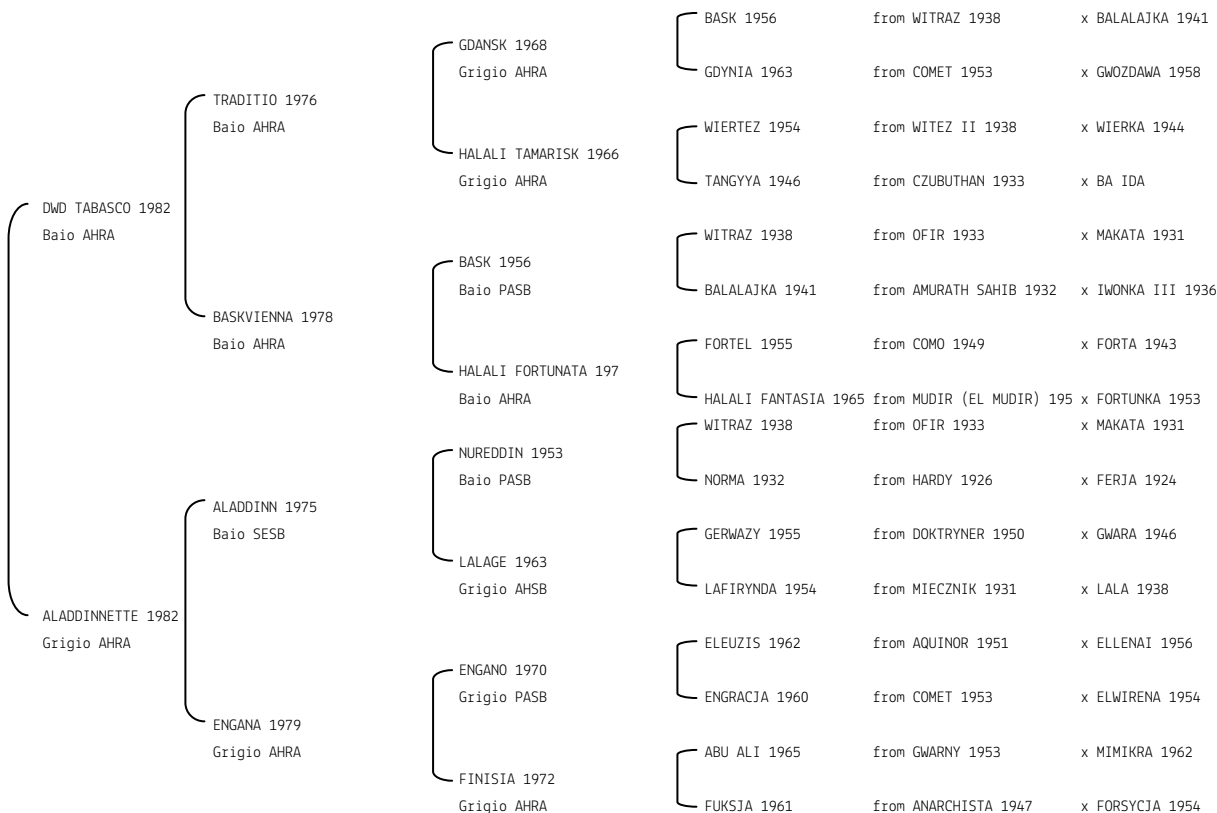 BASK 1956 from WITRAZ 1938 x BALALAJKA 1941
GDANSK 1968
Grigio AHRA
GDYNIA 1963 from COMET 1953 x GWOZDAWA 1958
TRADITIO 1976
Baio AHRA
WIERTEZ 1954 from WITEZ II 1938 x WIERKA 1944
HALALI TAMARISK 1966
Grigio AHRA
TANGYYA 1946 from CZUBUTHAN 1933 x BA IDA
DWD TABASCO 1982
Baio AHRA
WITRAZ 1938 from OFIR 1933 x MAKATA 1931
BASK 1956
Baio PASB
BALALAJKA 1941 from AMURATH SAHIB 1932 x IWONKA III 1936
BASKVIENNA 1978
Baio AHRA
FORTEL 1955 from COMO 1949 x FORTA 1943
HALALI FORTUNATA 197
Baio AHRA
HALALI FANTASIA 1965 from MUDIR (EL MUDIR) 195 x FORTUNKA 1953
WITRAZ 1938 from OFIR 1933 x MAKATA 1931
NUREDDIN 1953
Baio PASB
NORMA 1932 from HARDY 1926 x FERJA 1924
ALADDINN 1975
Baio SESB
GERWAZY 1955 from DOKTRYNER 1950 x GWARA 1946
LALAGE 1963
Grigio AHSB
LAFIRYNDA 1954 from MIECZNIK 1931 x LALA 1938
ALADDINNETTE 1982
Grigio AHRA
ELEUZIS 1962 from AQUINOR 1951 x ELLENAI 1956
ENGANO 1970
Grigio PASB
ENGRACJA 1960 from COMET 1953 x ELWIRENA 1954
ENGANA 1979
Grigio AHRA
ABU ALI 1965 from GWARNY 1953 x MIMIKRA 1962
FINISIA 1972
Grigio AHRA
FUKSJA 1961 from ANARCHISTA 1947 x FORSYCJA 1954